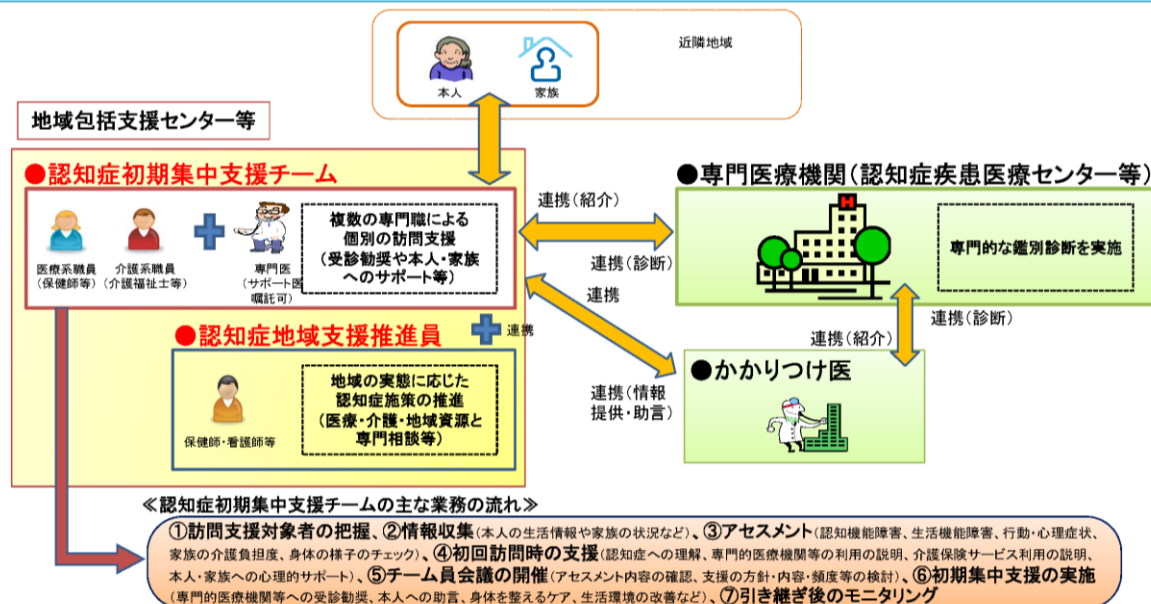 近隣地域
本人
家族
地域包括支援センター等
●認知症初期集中支援チーム
医療系職員
(保健師等)
介護系職員
(介護福祉士等)
専門医
(サポート医
嘱託可)
複数の専門職による
個別の訪問支援
(受診勧奨や本人・家族
へのサポート等)
連携(紹介)
連携(診断)
●専門医療機関(認知症疾患医療センター等)
H
専門的な鑑別診断を実施
連携
連携(情報
提供・助言)
連携(紹介)
連携(診断)
●かかりつけ医
連携
●認知症地域支援推進員
保健師・看護師等
地域の実態に応じた
認知症施策の推進
(医療・介護・地域資源と
専門相談等)
≪認知症初期集中支援チームの主な業務の流れ≫
①訪問支援対象者の把握、②情報収集(本人の生活情報や家族の状況など)、③アセスメント(認知機能障害、生活機能障害、行動・心理症状、
家族の介護負担度、身体の様子のチェック)、④初回訪問時の支援(認知症への理解、専門的医療機関等の利用の説明、介護保険サービス利用の説明、
本人・家族への心理的サポート)、⑤チーム員会議の開催(アセスメント内容の確認、支援の方針・内容・頻度等の検討)、⑥初期集中支援の実施
(専門的医療機関等への受診勧奨、本人への助言、身体を整えるケア、生活環境の改善など)、⑦引き継ぎ後のモニタリング